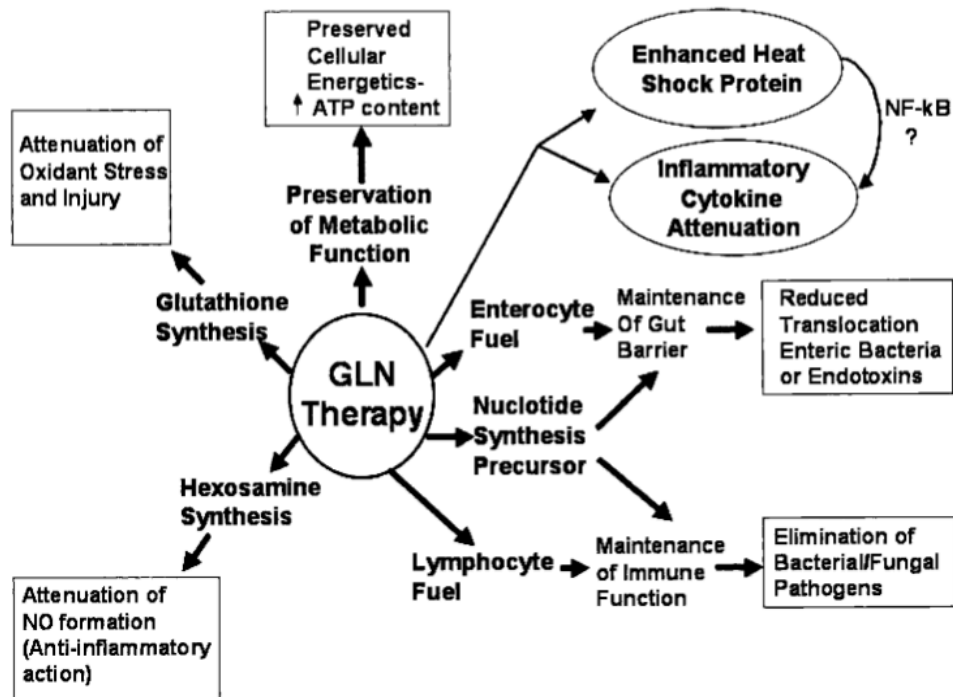 Preserved
Cellular
Energetics-
↑ ATP content
Enhanced Heat
Shock Protein
NF-kB
?
Inflammatory
Cytokine
Attenuation
Attenuation of
Oxidant Stress
and Injury
Preservation
of Metabolic
Function
Glutathione
Synthesis
GLN
Therapy
Enterocyte
Fuel
Maintenance
Of Gut
Barrier
Reduced
Translocation
Enteric Bacteria
or Endotoxins
Nuclotide
Synthesis
Precursor
Hexosamine
Synthesis
Lymphocyte
Fuel
Maintenance
of Immune
Function
Elimination of
Bacterial/Fungal
Pathogens
Attenuation of
NO formation
(Anti-inflammatory
action)